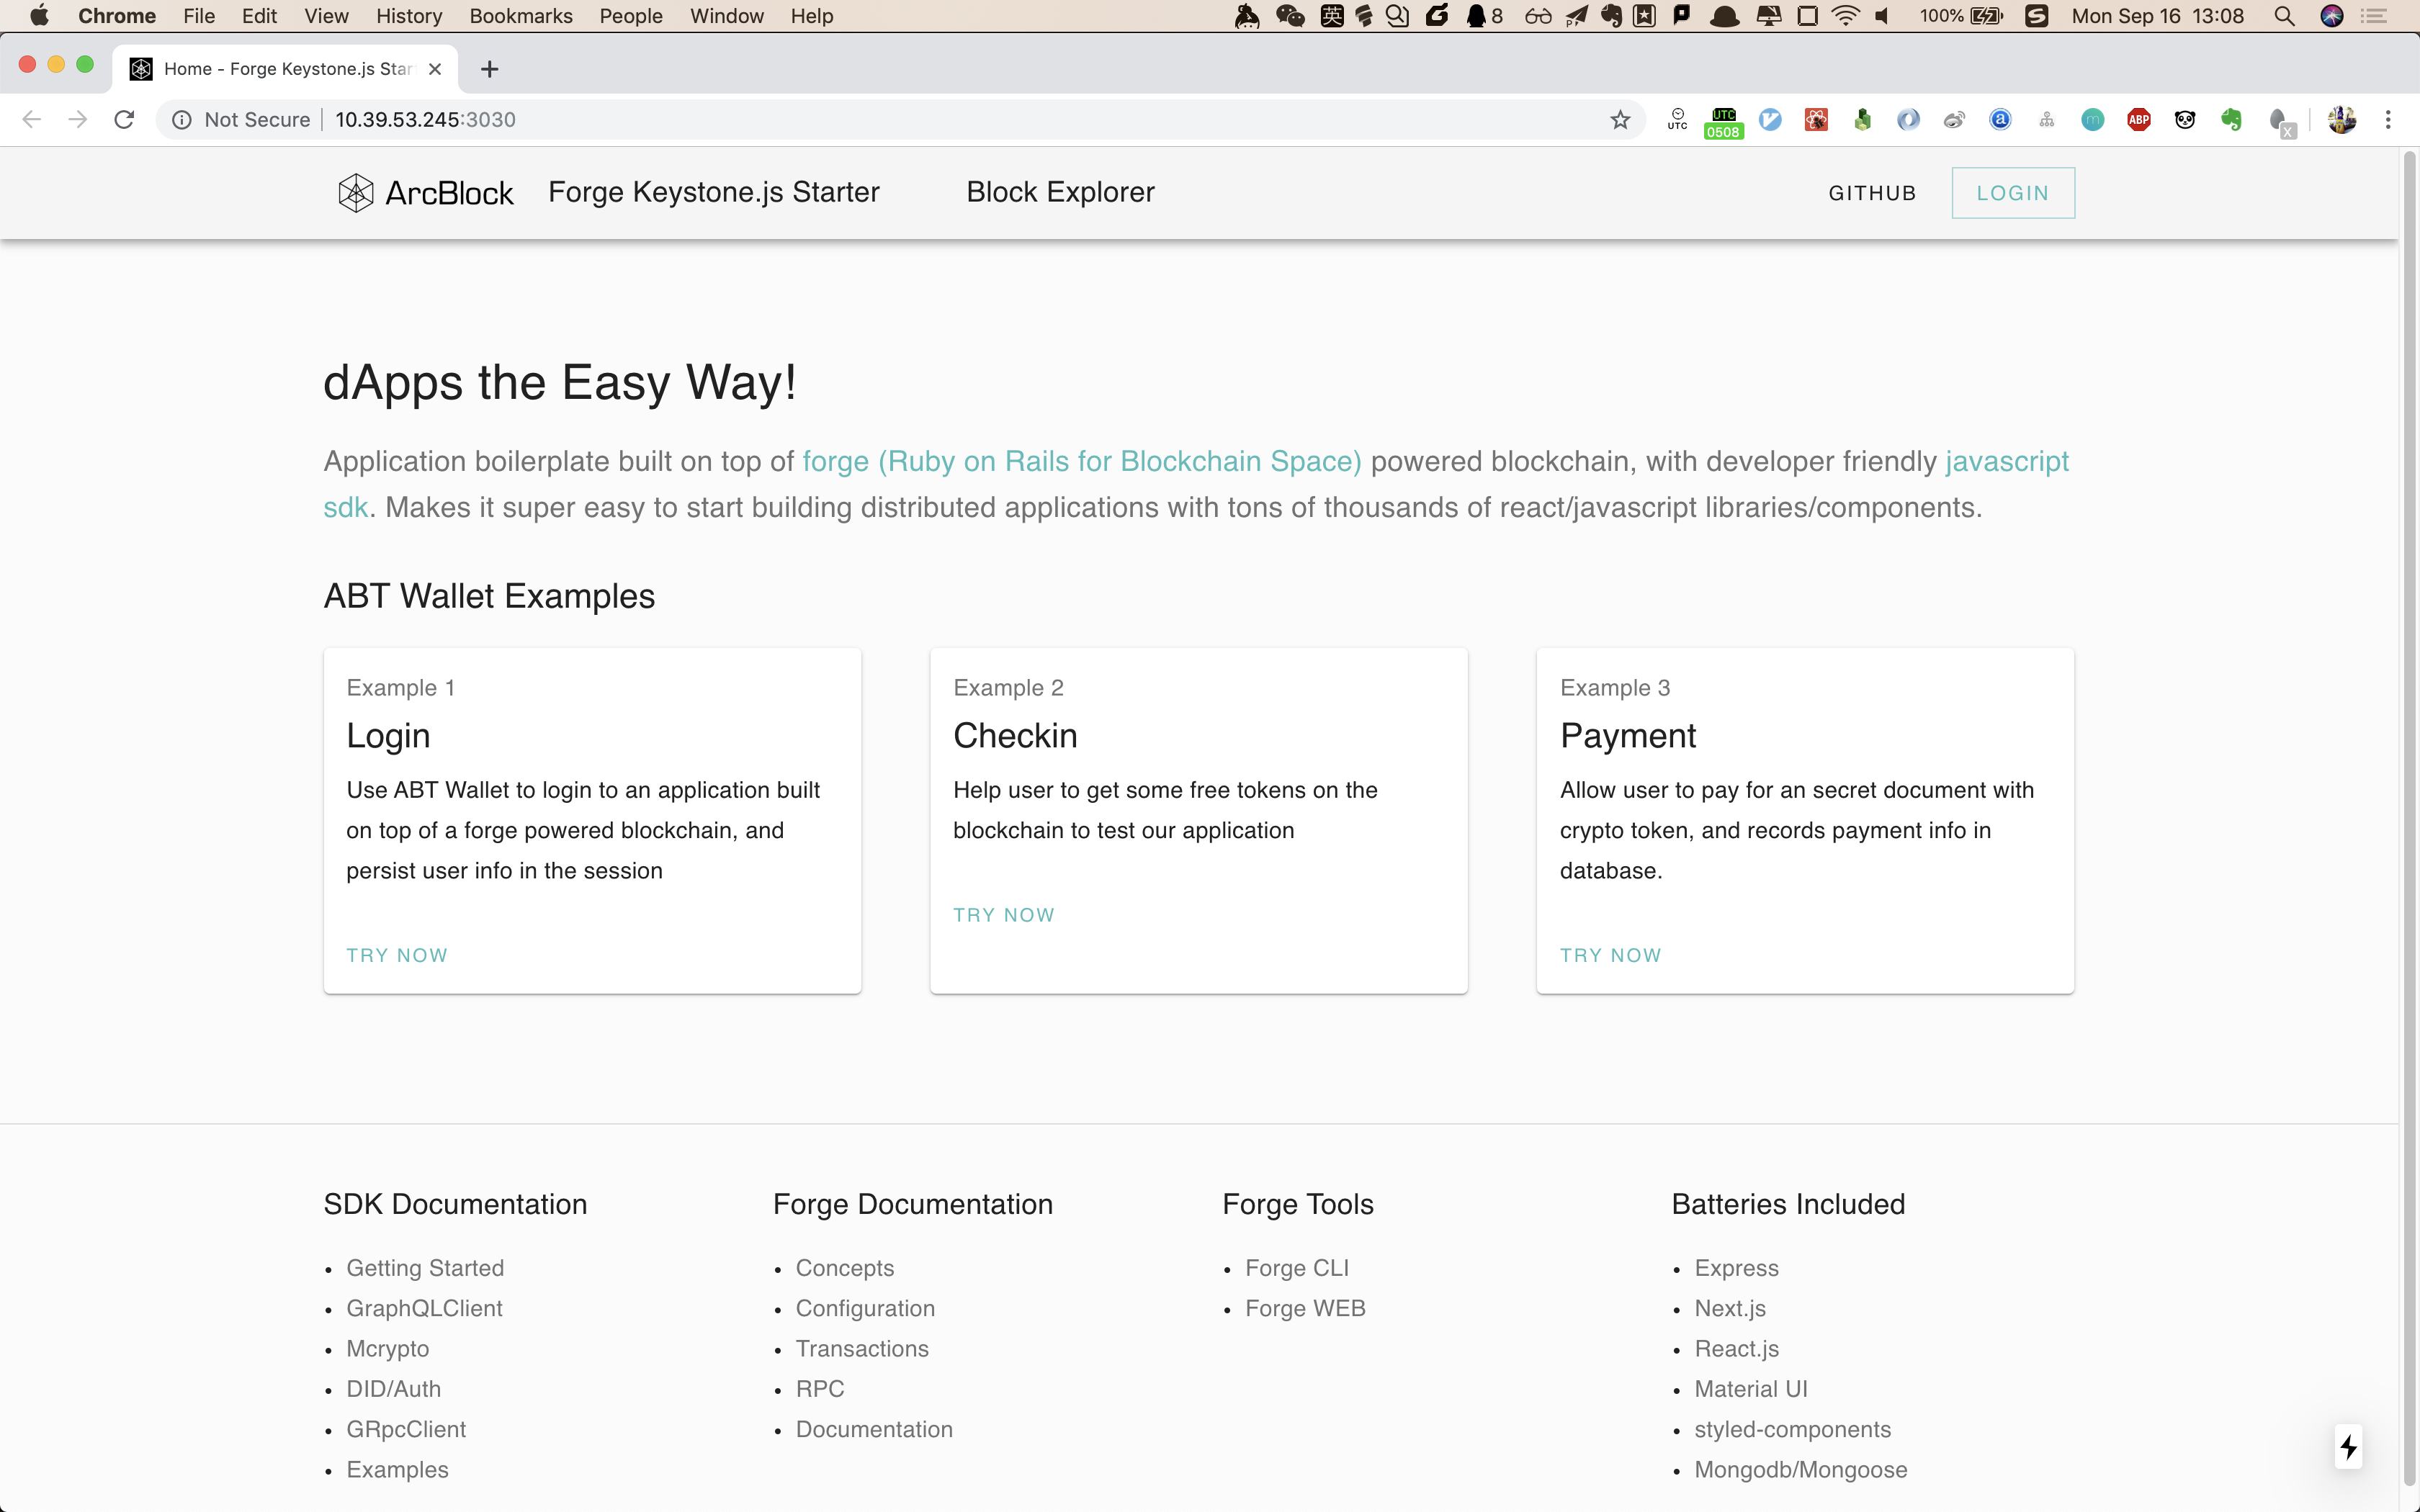 Chrome File Edit View History Bookmarks People Window Help 英 8 100% Mon Sep 16 13:08
Home - Forge Keystone.js Star
Not Secure 10.39.53.245:3030 UTC UTC 0508 ABP
ArcBlock Forge Keystone.js Starter Block Explorer GITHUB LOGIN
dApps the Easy Way!
Application boilerplate built on top of forge (Ruby on Rails for Blockchain Space) powered blockchain, with developer friendly javascript
sdk. Makes it super easy to start building distributed applications with tons of thousands of react/javascript libraries/components.
ABT Wallet Examples
Example 1
Login
Use ABT Wallet to login to an application built
on top of a forge powered blockchain, and
persist user info in the session
TRY NOW
Example 2
Checkin
Help user to get some free tokens on the
blockchain to test our application
TRY NOW
Example 3
Payment
Allow user to pay for an secret document with
crypto token, and records payment info in
database.
TRY NOW
SDK Documentation
Getting Started
GraphQLClient
Mcrypto
DID/Auth
GRpcClient
Examples
Forge Documentation
Concepts
Configuration
Transactions
RPC
Documentation
Forge Tools
Forge CLI
Forge WEB
Batteries Included
Express
Next.js
React.js
Material UI
styled-components
Mongodb/Mongoose